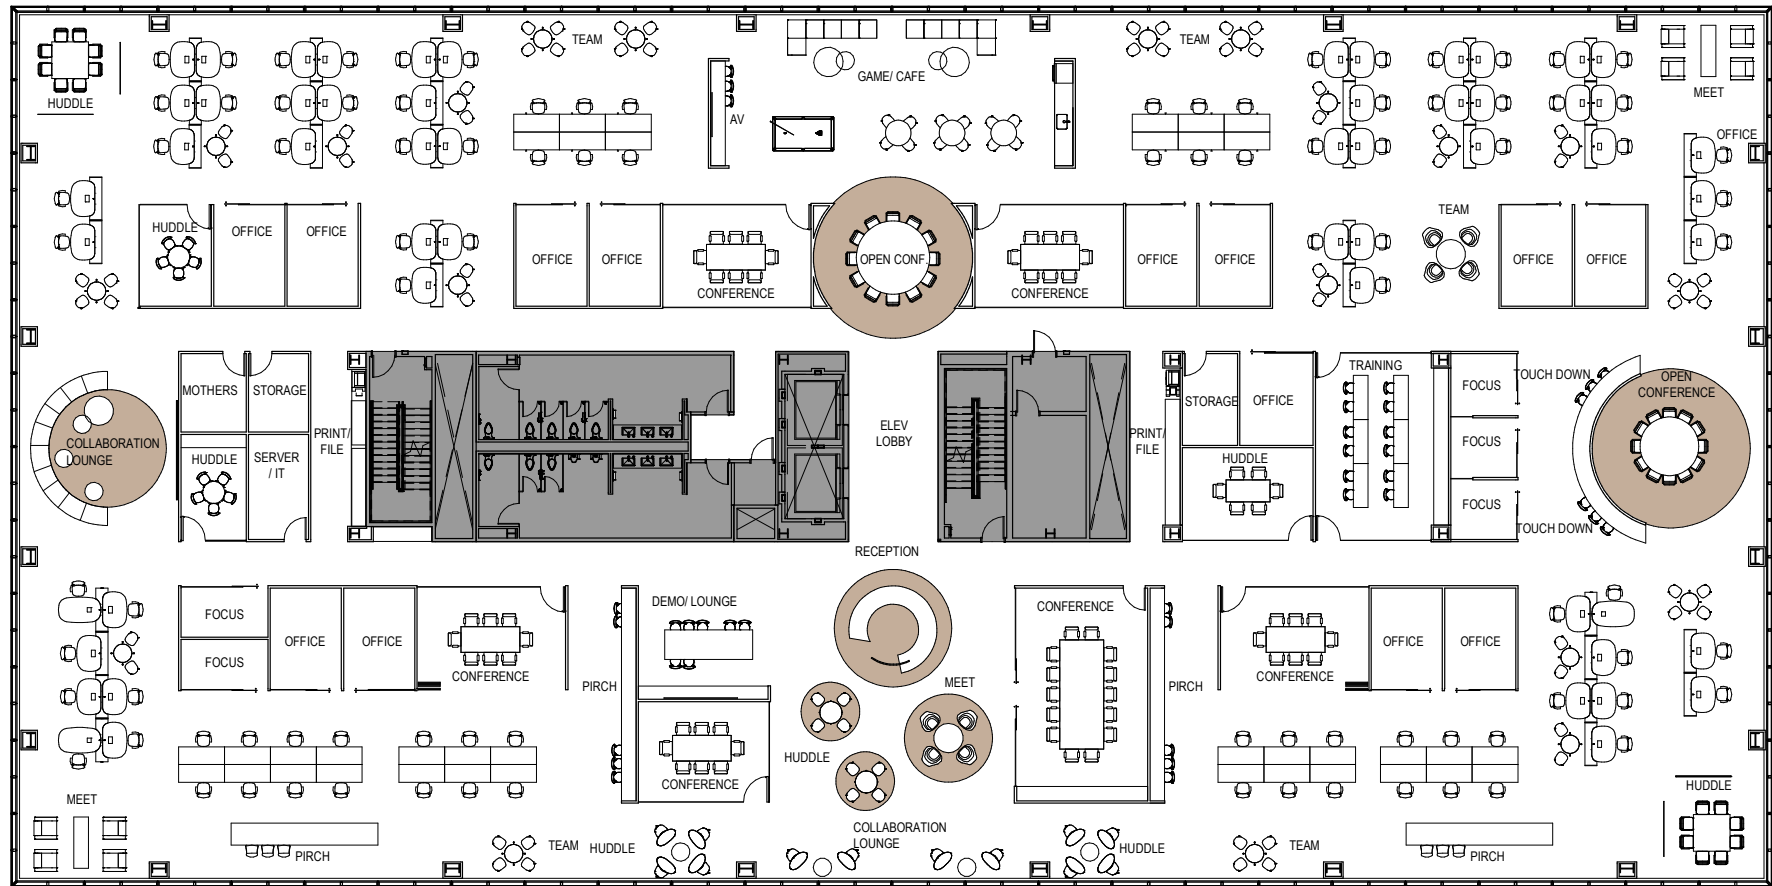 TEAM
TEAM
GAME/ CAFE
HUDDLE
MEET
AV
OFFICE
TEAM
HUDDLE
OFFICE
OFFICE
OFFICE
OFFICE
OPEN CONF.
OFFICE
OFFICE
OFFICE
OFFICE
CONFERENCE
CONFERENCE
TRAINING
TOUCH DOWN
OPEN
CONFERENCE
MOTHERS
STORAGE
FOCUS
STORAGE
OFFICE
ELEV
LOBBY
PRINT/
FILE
PRINT/
FILE
COLLABORATION
LOUNGE
FOCUS
HUDDLE
SERVER
/ IT
HUDDLE
FOCUS
TOUCH DOWN
RECEPTION
FOCUS
DEMO/ LOUNGE
CONFERENCE
OFFICE
OFFICE
OFFICE
OFFICE
FOCUS
CONFERENCE
CONFERENCE
PIRCH
MEET
PIRCH
HUDDLE
CONFERENCE
HUDDLE
MEET
COLLABORATION
LOUNGE
TEAM
HUDDLE
HUDDLE
TEAM
PIRCH
PIRCH